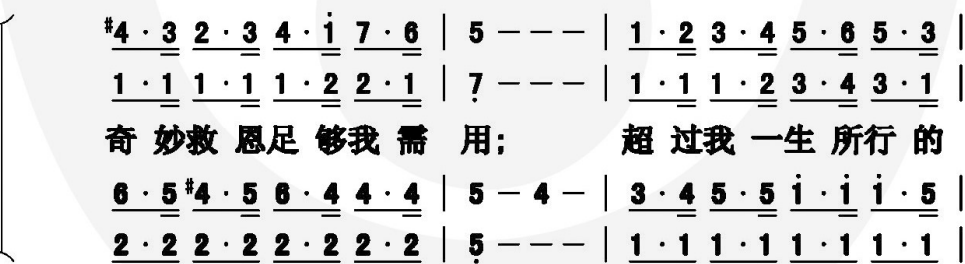 #4 · 3 2 · 3 4 · i̇ 7 · 6 | 5 － － － | 1 · 2 3 · 4 5 · 6 5 · 3 |
1 · 1 1 · 1 1 · 2 2 · 1 | 7̣ － － － | 1 · 1 1 · 2 3 · 4 3 · 1 |
奇 妙救 恩足 够我 需 用; 超 过我 一生 所行 的
6 · 5 #4 · 5 6 · 4 4 · 4 | 5 － 4 － | 3 · 4 5 · 5 i̇ · i̇ i̇ · 5 |
2 · 2 2 · 2 2 · 2 2 · 2 | 5̣ － － － | 1 · 1 1 · 1 1 · 1 1 · 1 |